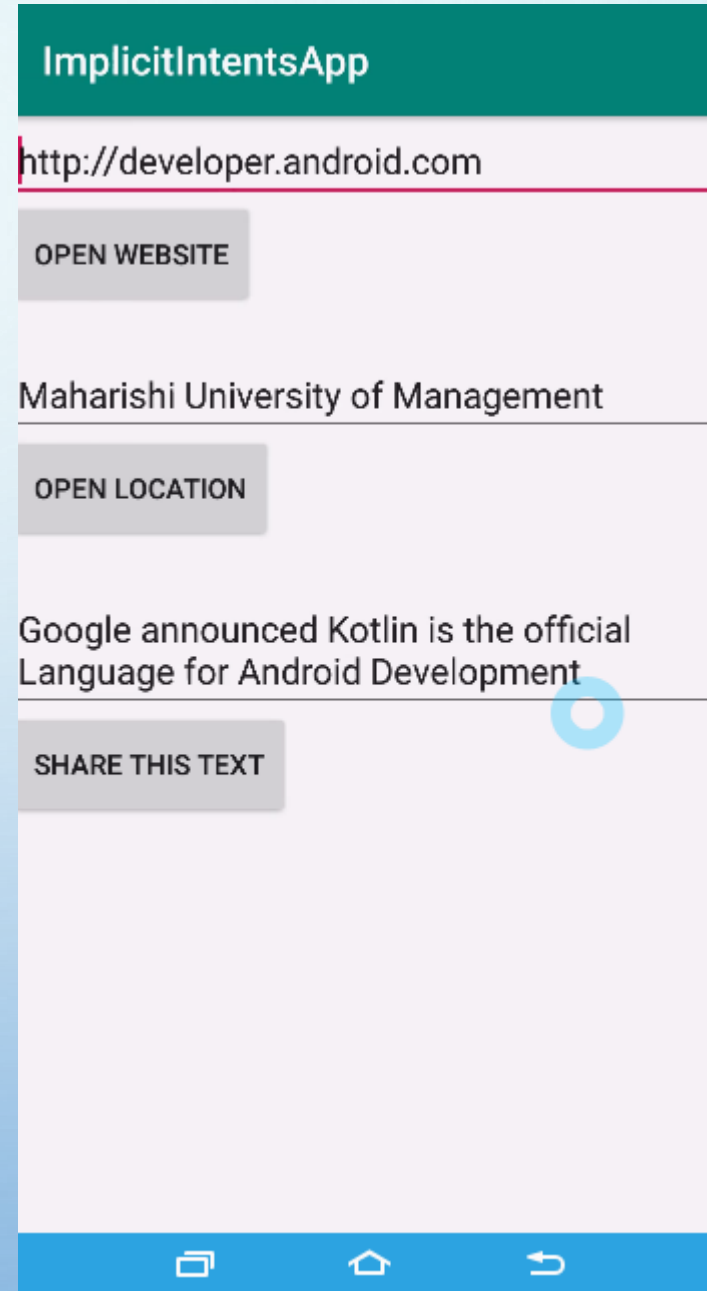 ImplicitIntentsApp
http://developer.android.com
OPEN WEBSITE
Maharishi University of Management
OPEN LOCATION
Google announced Kotlin is the official
Language for Android Development
SHARE THIS TEXT